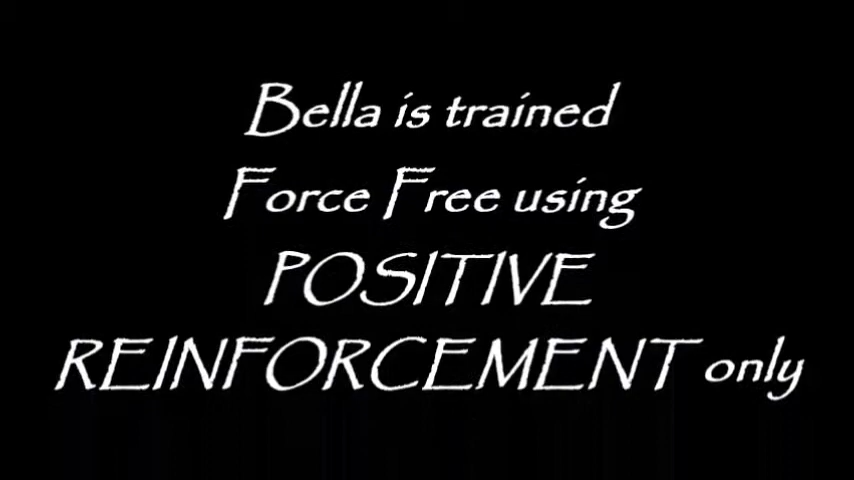 Bella is trained
Force Free using
POSITIVE
REINFORCEMENT only